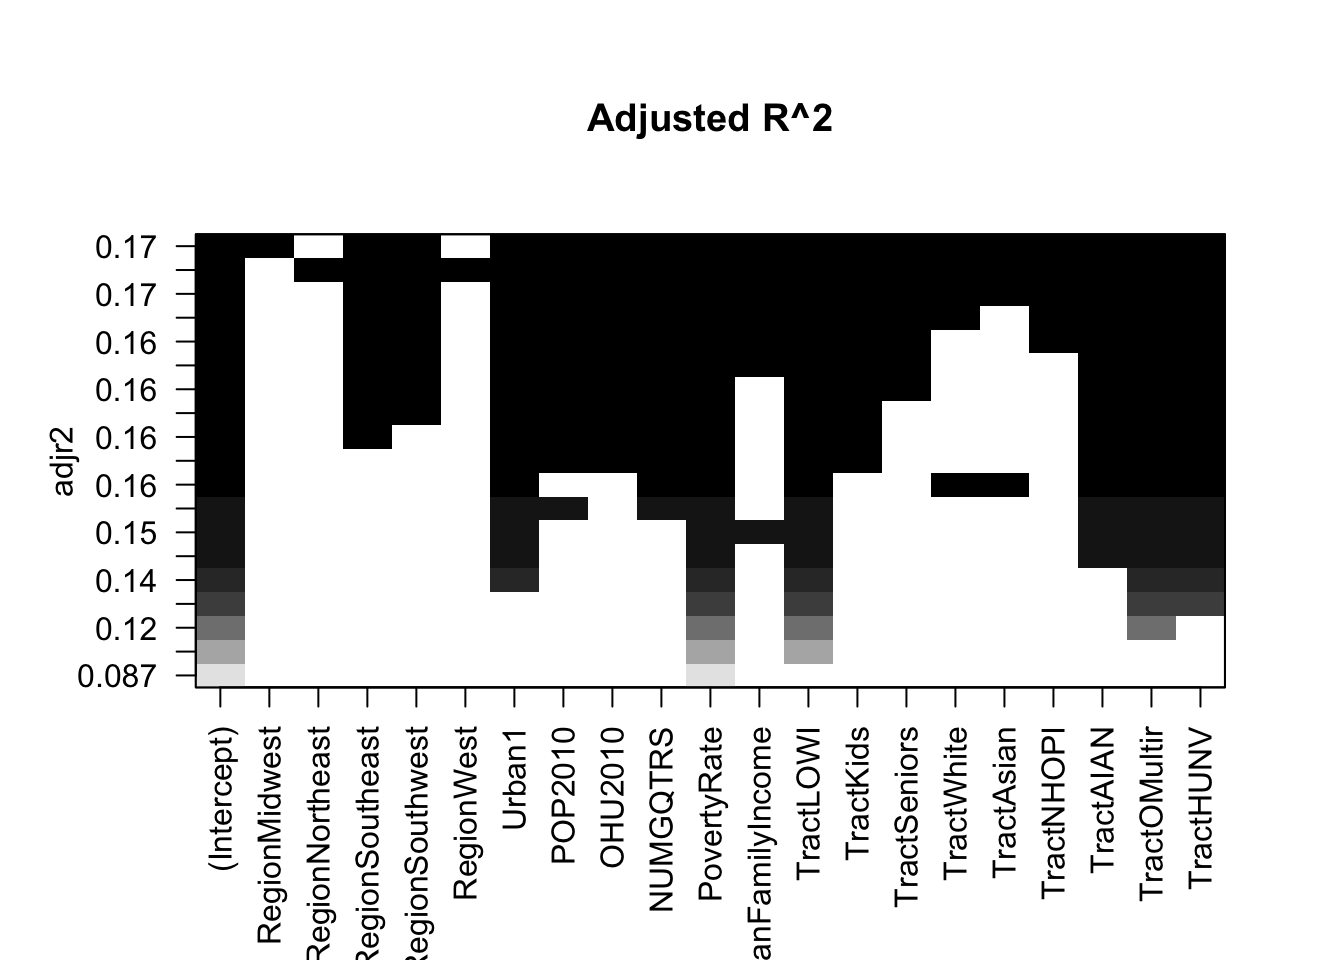 Adjusted R^2
adjr2
0.17
0.17
0.16
0.16
0.16
0.16
0.15
0.14
0.12
0.087
(Intercept)
RegionMidwest
RegionNortheast
RegionSoutheast
RegionSouthwest
RegionWest
Urban1
POP2010
OHU2010
NUMGQTRS
PovertyRate
anFamilyIncome
TractLOWI
TractKids
TractSeniors
TractWhite
TractAsian
TractNHOPI
TractAIAN
TractOMultir
TractHUNV